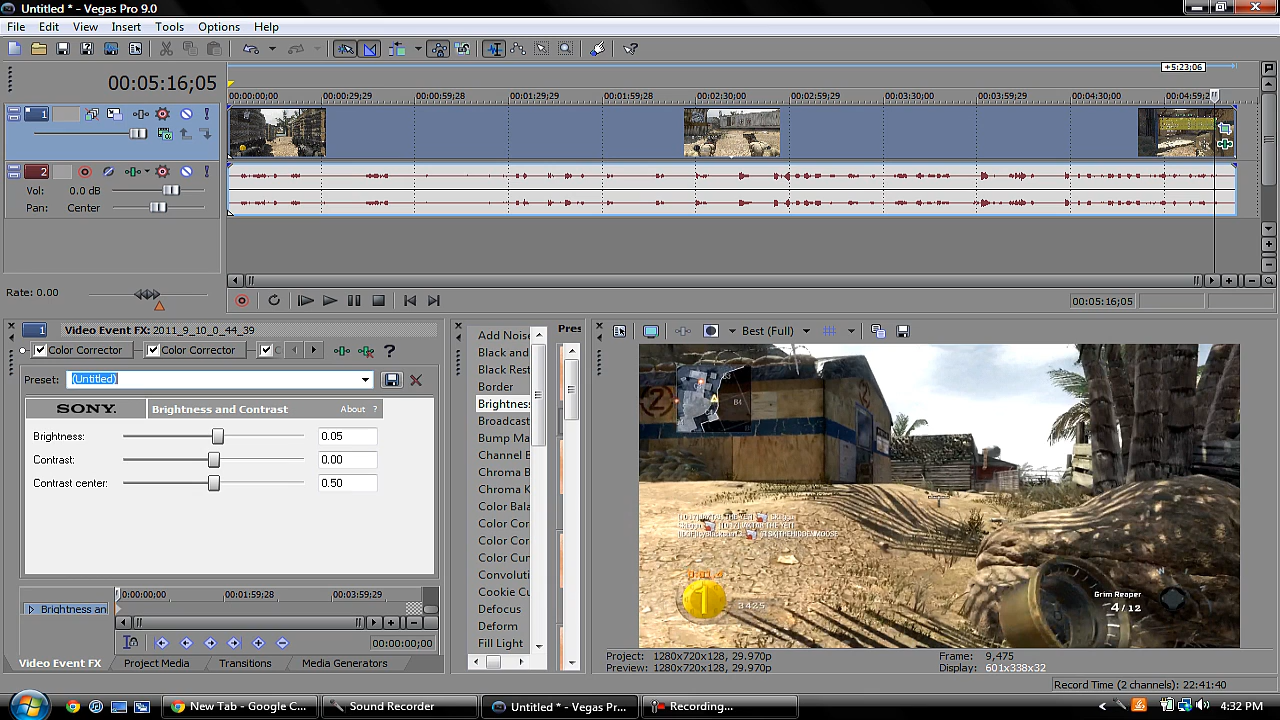 Untitled * - Vegas Pro 9.0
File Edit View Insert Tools Options Help
00:05:16;05
+5:23;06
00:00:00;00 00:00:29;29 00:00:59;28 00:01:29;29 00:01:59;28 00:02:30;00 00:02:59;29 00:03:30;00 00:03:59;29 00:04:30;00 00:04:59;2
1
2
Vol: 0.0 dB
Pan: Center
Rate: 0.00
00:05:16;05
Video Event FX: 2011_9_10_0_44_39
Color Corrector Color Corrector C
Preset: (Untitled)
SONY. Brightness and Contrast About ?
Brightness: 0.05
Contrast: 0.00
Contrast center: 0.50
0:00:00;00 00:01:59;28 00:03:59;29
Brightness an
00:00:00;00
Video Event FX Project Media Transitions Media Generators
Pres
Add Noise
Black and
Black Rest
Border
Brightness
Broadcast
Bump Ma
Channel B
Chroma B
Chroma K
Color Bala
Color Cor
Color Cor
Color Cur
Convoluti
Cookie Cu
Defocus
Deform
Fill Light
Best (Full)
2
B4
1
3425
Grim Reaper
4/12
Project: 1280x720x128, 29.970p
Preview: 1280x720x128, 29.970p
Frame: 9,475
Display: 601x338x32
Record Time (2 channels): 22:41:40
New Tab - Google C... Sound Recorder Untitled * - Vegas Pr... Recording... 4:32 PM